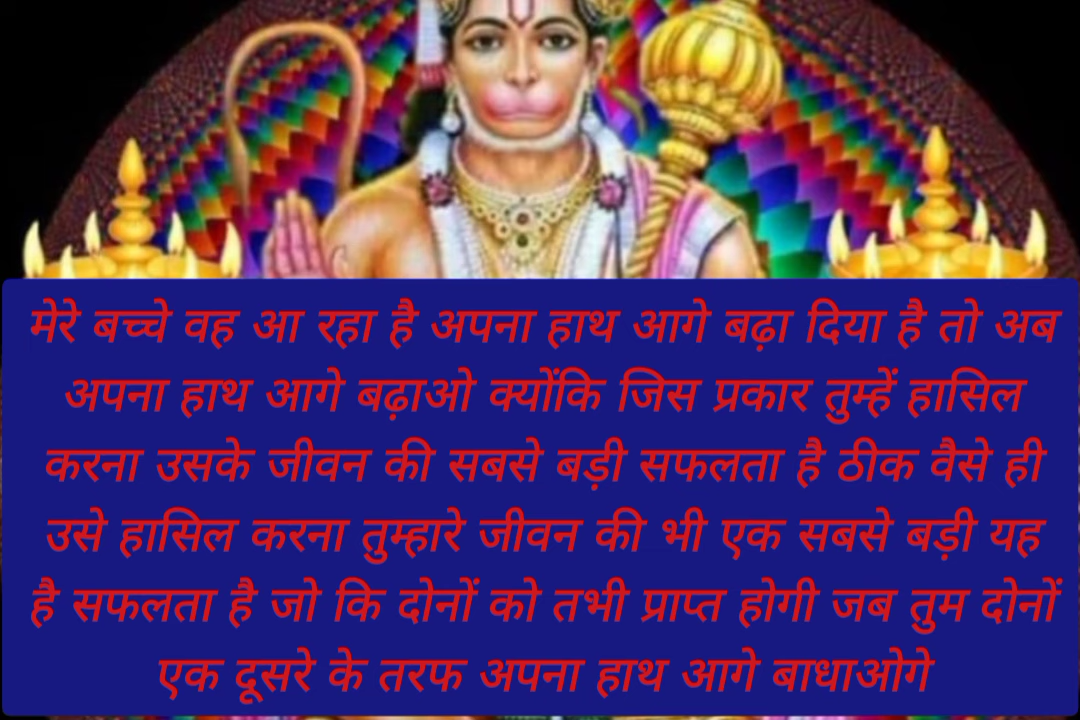 मेरे बच्चे वह आ रहा है अपना हाथ आगे बढ़ा दिया है तो अब
अपना हाथ आगे बढ़ाओ क्योंकि जिस प्रकार तुम्हें हासिल
करना उसके जीवन की सबसे बड़ी सफलता है ठीक वैसे ही
उसे हासिल करना तुम्हारे जीवन की भी एक सबसे बड़ी यह
है सफलता है जो कि दोनों को तभी प्राप्त होगी जब तुम दोनों
एक दूसरे के तरफ अपना हाथ आगे बाधाओगे